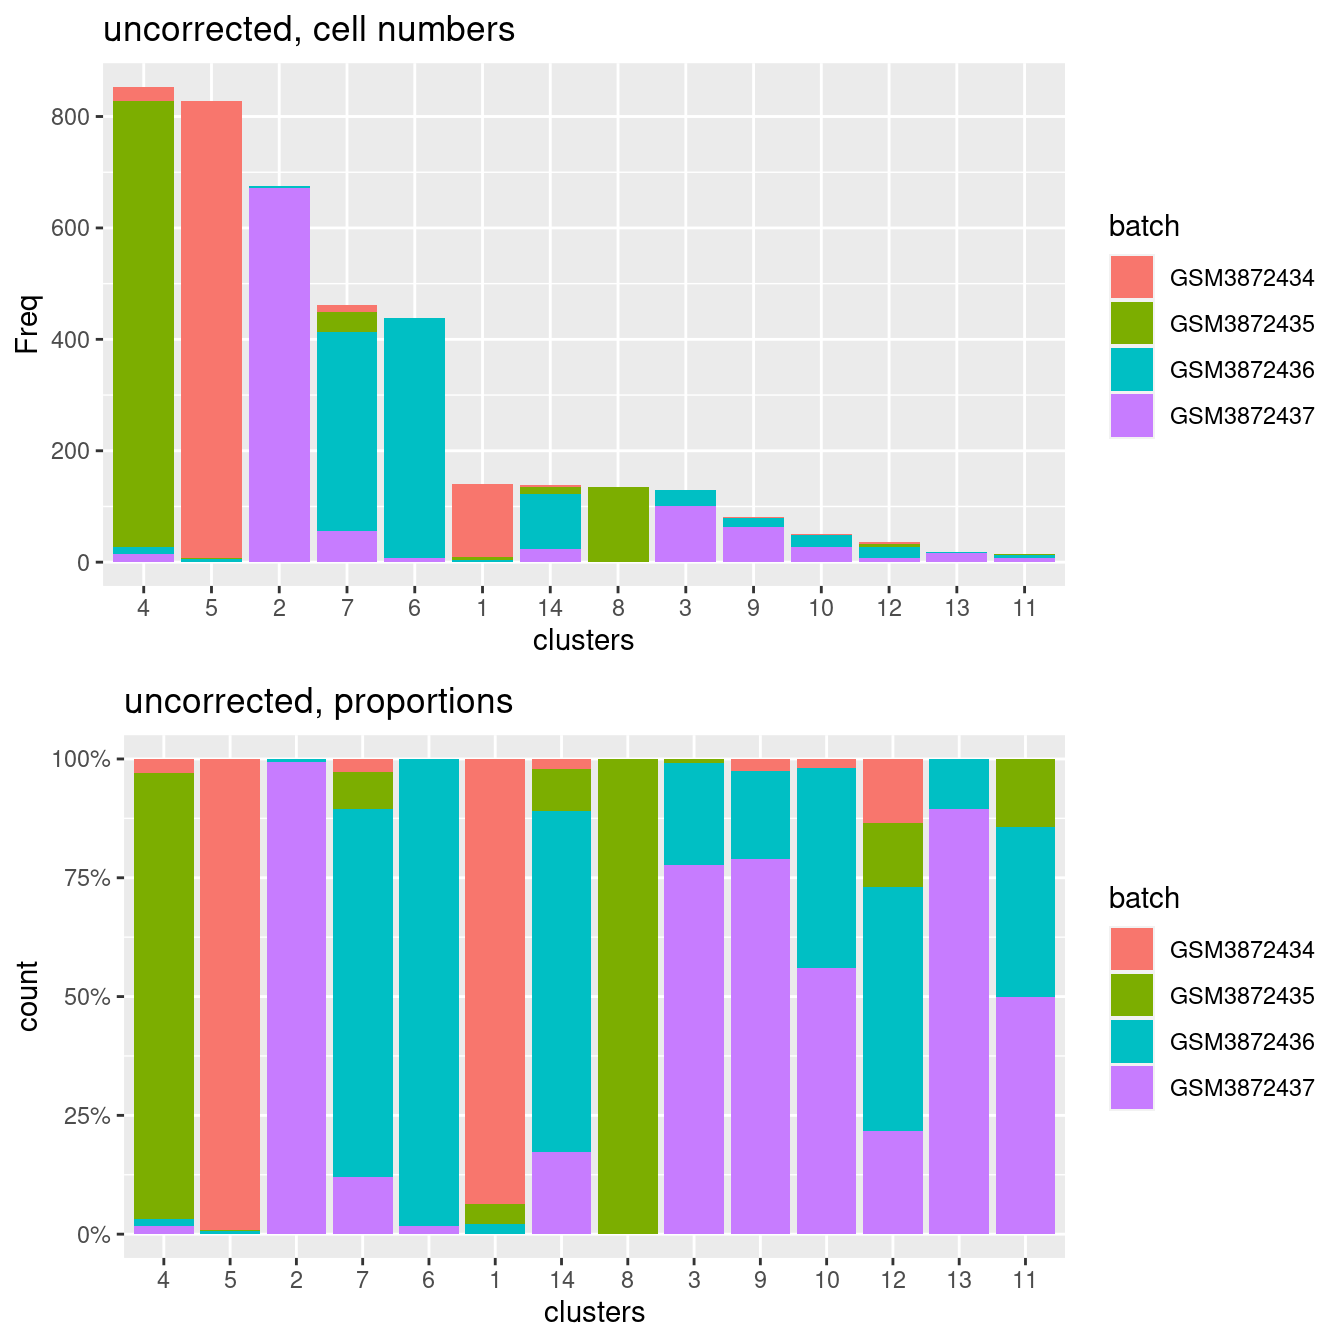 uncorrected, cell numbers
Freq
800
600
400
200
0
4 5 2 7 6 1 14 8 3 9 10 12 13 11
clusters
batch
GSM3872434
GSM3872435
GSM3872436
GSM3872437
uncorrected, proportions
count
100%
75%
50%
25%
0%
4 5 2 7 6 1 14 8 3 9 10 12 13 11
clusters
batch
GSM3872434
GSM3872435
GSM3872436
GSM3872437